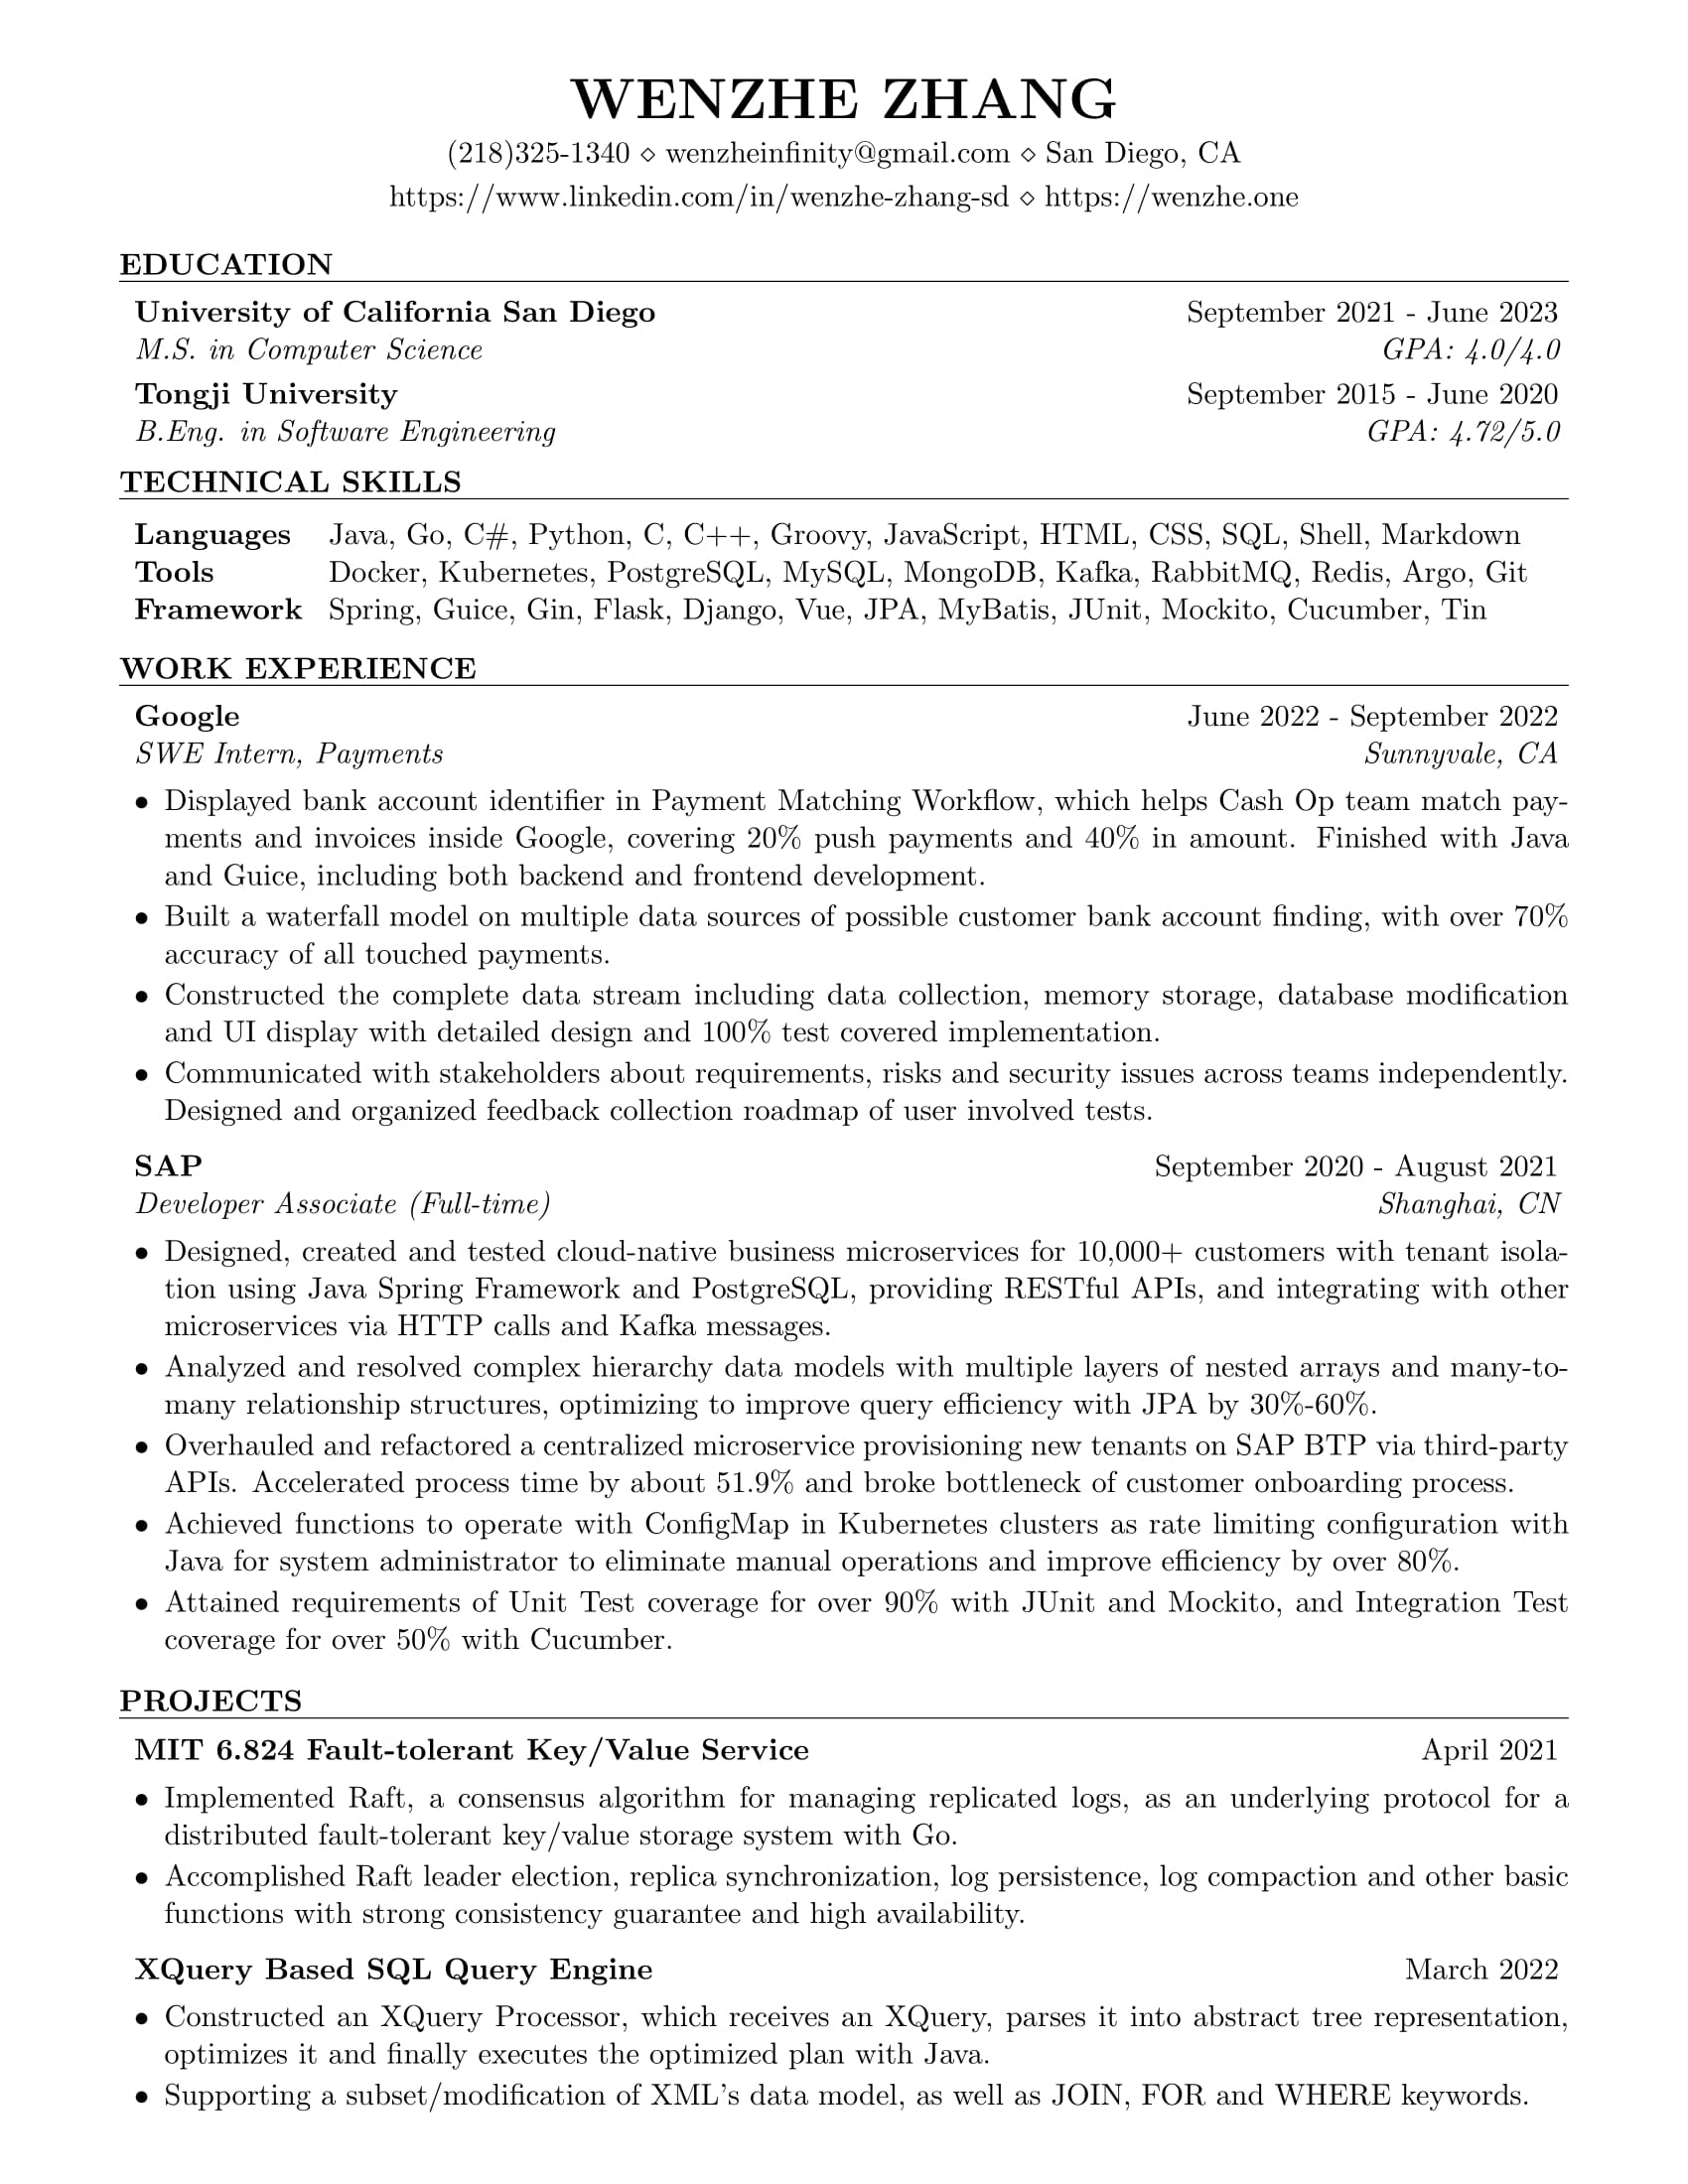 WENZHE ZHANG
(218)325-1340 ⋄ wenzheinfinity@gmail.com ⋄ San Diego, CA
https://www.linkedin.com/in/wenzhe-zhang-sd ⋄ https://wenzhe.one
EDUCATION
University of California San Diego September 2021 - June 2023
M.S. in Computer Science GPA: 4.0/4.0
Tongji University September 2015 - June 2020
B.Eng. in Software Engineering GPA: 4.72/5.0
TECHNICAL SKILLS
Languages Java, Go, C#, Python, C, C++, Groovy, JavaScript, HTML, CSS, SQL, Shell, Markdown
Tools Docker, Kubernetes, PostgreSQL, MySQL, MongoDB, Kafka, RabbitMQ, Redis, Argo, Git
Framework Spring, Guice, Gin, Flask, Django, Vue, JPA, MyBatis, JUnit, Mockito, Cucumber, Tin
WORK EXPERIENCE
Google June 2022 - September 2022
SWE Intern, Payments Sunnyvale, CA
• Displayed bank account identifier in Payment Matching Workflow, which helps Cash Op team match pay-
ments and invoices inside Google, covering 20% push payments and 40% in amount. Finished with Java
and Guice, including both backend and frontend development.
• Built a waterfall model on multiple data sources of possible customer bank account finding, with over 70%
accuracy of all touched payments.
• Constructed the complete data stream including data collection, memory storage, database modification
and UI display with detailed design and 100% test covered implementation.
• Communicated with stakeholders about requirements, risks and security issues across teams independently.
Designed and organized feedback collection roadmap of user involved tests.
SAP September 2020 - August 2021
Developer Associate (Full-time) Shanghai, CN
• Designed, created and tested cloud-native business microservices for 10,000+ customers with tenant isola-
tion using Java Spring Framework and PostgreSQL, providing RESTful APIs, and integrating with other
microservices via HTTP calls and Kafka messages.
• Analyzed and resolved complex hierarchy data models with multiple layers of nested arrays and many-to-
many relationship structures, optimizing to improve query efficiency with JPA by 30%-60%.
• Overhauled and refactored a centralized microservice provisioning new tenants on SAP BTP via third-party
APIs. Accelerated process time by about 51.9% and broke bottleneck of customer onboarding process.
• Achieved functions to operate with ConfigMap in Kubernetes clusters as rate limiting configuration with
Java for system administrator to eliminate manual operations and improve efficiency by over 80%.
• Attained requirements of Unit Test coverage for over 90% with JUnit and Mockito, and Integration Test
coverage for over 50% with Cucumber.
PROJECTS
MIT 6.824 Fault-tolerant Key/Value Service April 2021
• Implemented Raft, a consensus algorithm for managing replicated logs, as an underlying protocol for a
distributed fault-tolerant key/value storage system with Go.
• Accomplished Raft leader election, replica synchronization, log persistence, log compaction and other basic
functions with strong consistency guarantee and high availability.
XQuery Based SQL Query Engine March 2022
• Constructed an XQuery Processor, which receives an XQuery, parses it into abstract tree representation,
optimizes it and finally executes the optimized plan with Java.
• Supporting a subset/modification of XML's data model, as well as JOIN, FOR and WHERE keywords.